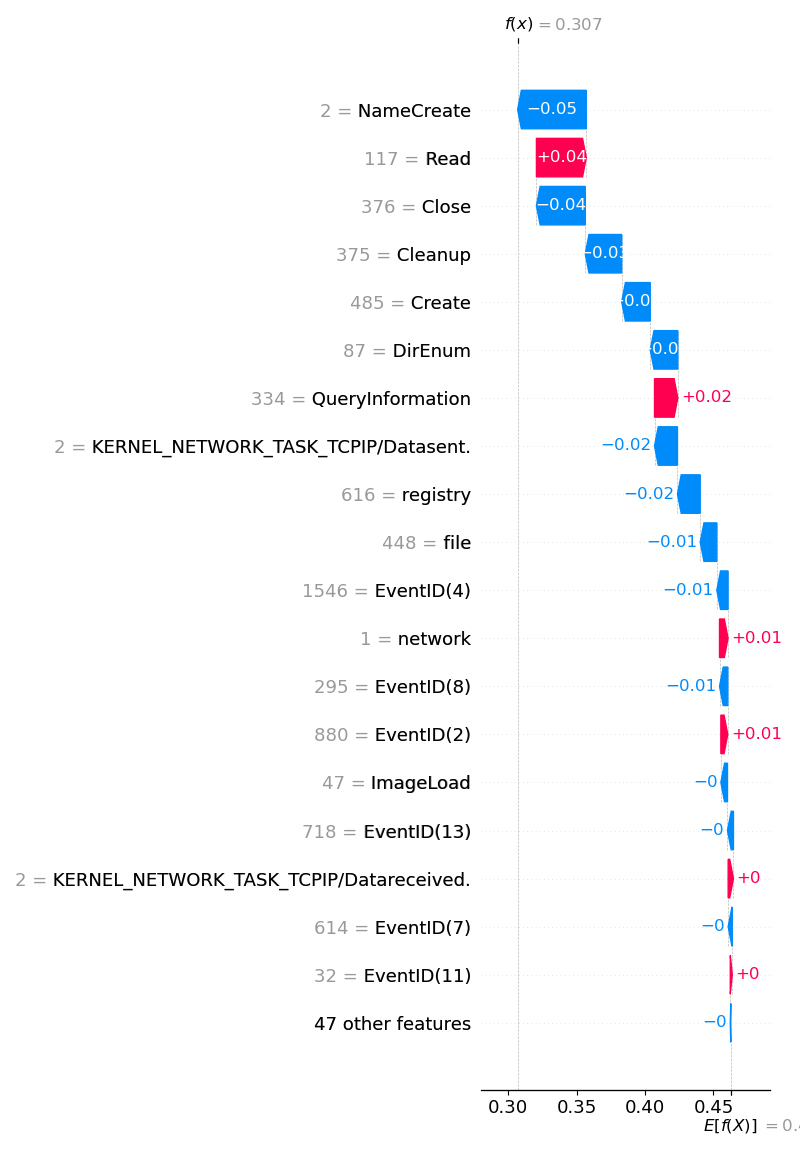 f(x) = 0.307
2 = NameCreate −0.05
117 = Read +0.04
376 = Close −0.04
375 = Cleanup −0.03
485 = Create −0.0
87 = DirEnum −0.0
334 = QueryInformation +0.02
2 = KERNEL_NETWORK_TASK_TCPIP/Datasent. −0.02
616 = registry −0.02
448 = file −0.01
1546 = EventID(4) −0.01
1 = network +0.01
295 = EventID(8) −0.01
880 = EventID(2) +0.01
47 = ImageLoad −0
718 = EventID(13) −0
2 = KERNEL_NETWORK_TASK_TCPIP/Datareceived. +0
614 = EventID(7) −0
32 = EventID(11) +0
47 other features −0
0.30 0.35 0.40 0.45
E[f(X)] = 0.